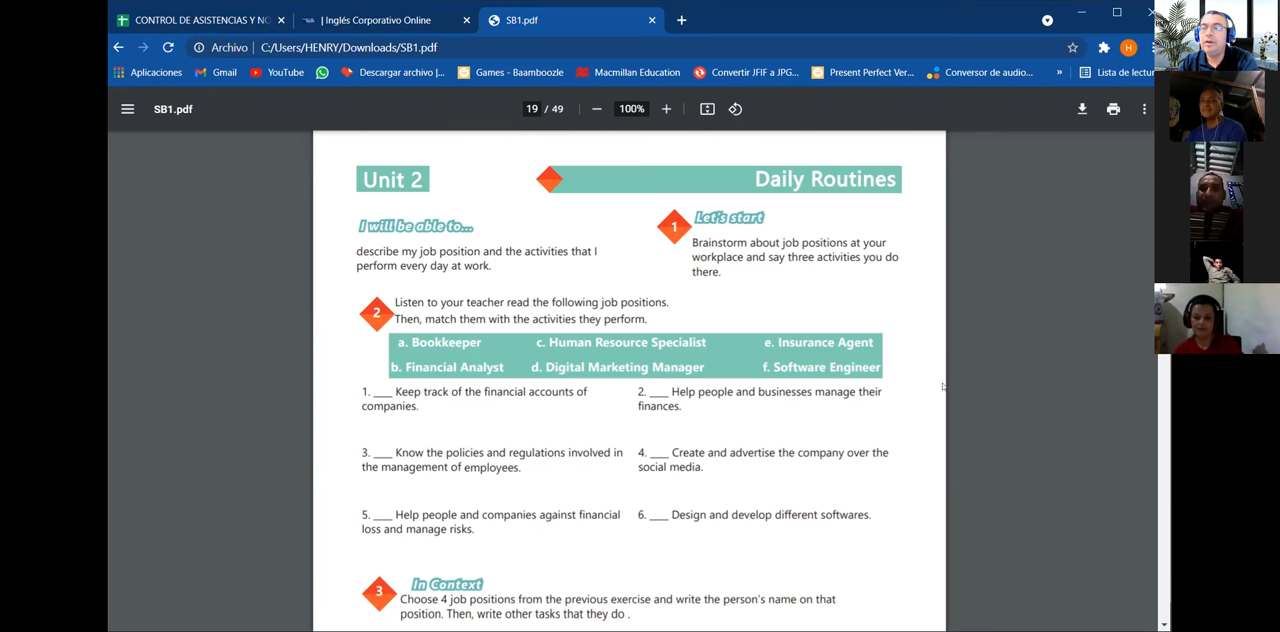 CONTROL DE ASISTENCIAS Y NO
| Inglés Corporativo Online
SB1.pdf
Archivo | C:/Users/HENRY/Downloads/SB1.pdf
H
Aplicaciones
Gmail
YouTube
Descargar archivo |...
Games - Baamboozle
Macmillan Education
Convertir JFIF a JPG...
Present Perfect Ver...
Conversor de audio...
»
Lista de lectur
SB1.pdf
19 / 49
100%
Unit 2
Daily Routines
I will be able to...
describe my job position and the activities that I
perform every day at work.
1
Let's start
Brainstorm about job positions at your
workplace and say three activities you do
there.
2
Listen to your teacher read the following job positions.
Then, match them with the activities they perform.
a. Bookkeeper
c. Human Resource Specialist
e. Insurance Agent
b. Financial Analyst
d. Digital Marketing Manager
f. Software Engineer
1. ___ Keep track of the financial accounts of
companies.
2. ___ Help people and businesses manage their
finances.
3. ___ Know the policies and regulations involved in
the management of employees.
4. ___ Create and advertise the company over the
social media.
5. ___ Help people and companies against financial
loss and manage risks.
6. ___ Design and develop different softwares.
3
In Context
Choose 4 job positions from the previous exercise and write the person's name on that
position. Then, write other tasks that they do .